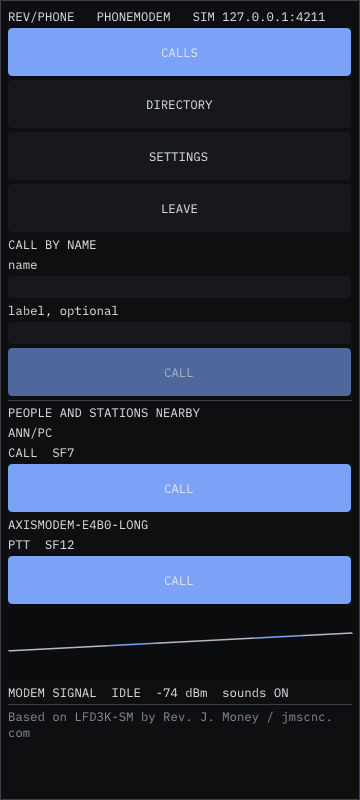 REV/PHONE   PHONEMODEM   SIM 127.0.0.1:4211
CALLS
DIRECTORY
SETTINGS
LEAVE
CALL BY NAME
name
label, optional
CALL
PEOPLE AND STATIONS NEARBY
ANN/PC
CALL  SF7
CALL
AXISMODEM-E4B0-LONG
PTT  SF12
CALL
MODEM SIGNAL  IDLE  -74 dBm  sounds ON
Based on LFD3K-SM by Rev. J. Money / jmscnc.
com